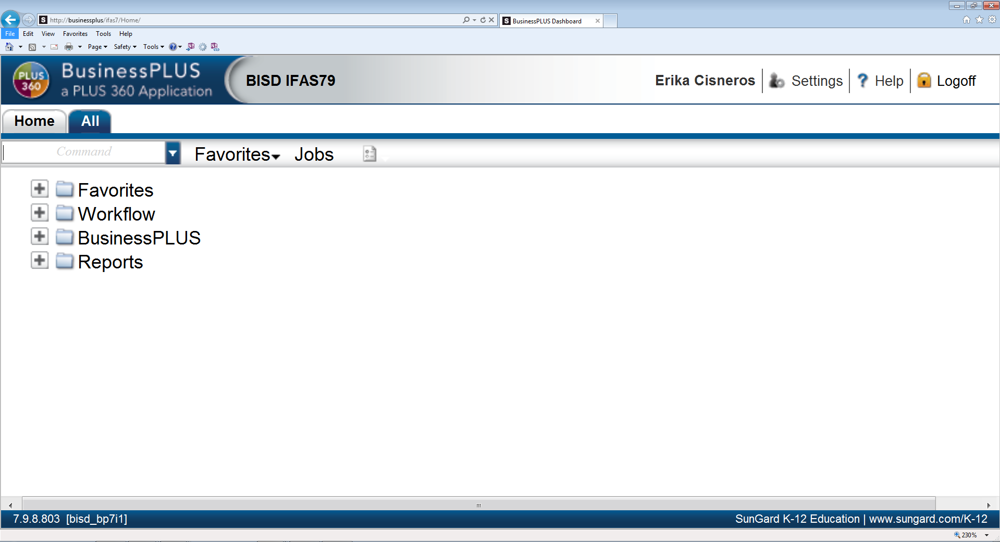 http://businessplus/ifas7/Home/
BusinessPLUS Dashboard
File Edit View Favorites Tools Help
Page Safety Tools
PLUS 360
BusinessPLUS
a PLUS 360 Application
BISD IFAS79
Erika Cisneros Settings Help Logoff
Home All
Command Favorites Jobs
Favorites
Workflow
BusinessPLUS
Reports
7.9.8.803 [bisd_bp7i1]
SunGard K-12 Education | www.sungard.com/K-12
230%